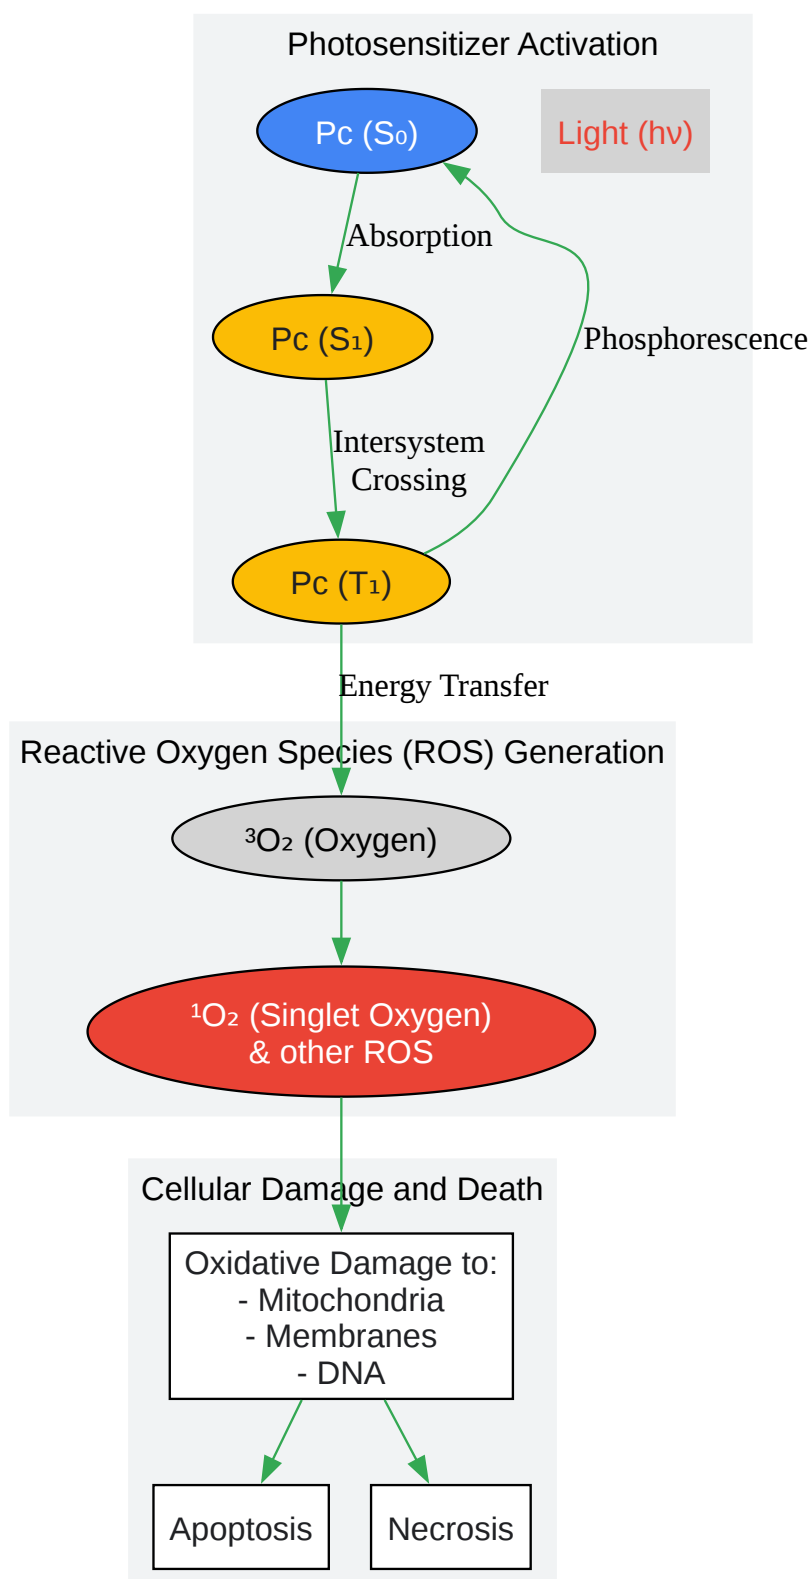 Photosensitizer Activation
Pc (S₀)
Light (hν)
Absorption
Pc (S₁)
Phosphorescence
Intersystem
Crossing
Pc (T₁)
Energy Transfer
Reactive Oxygen Species (ROS) Generation
³O₂ (Oxygen)
¹O₂ (Singlet Oxygen)
& other ROS
Cellular Damage and Death
Oxidative Damage to:
- Mitochondria
- Membranes
- DNA
Apoptosis
Necrosis